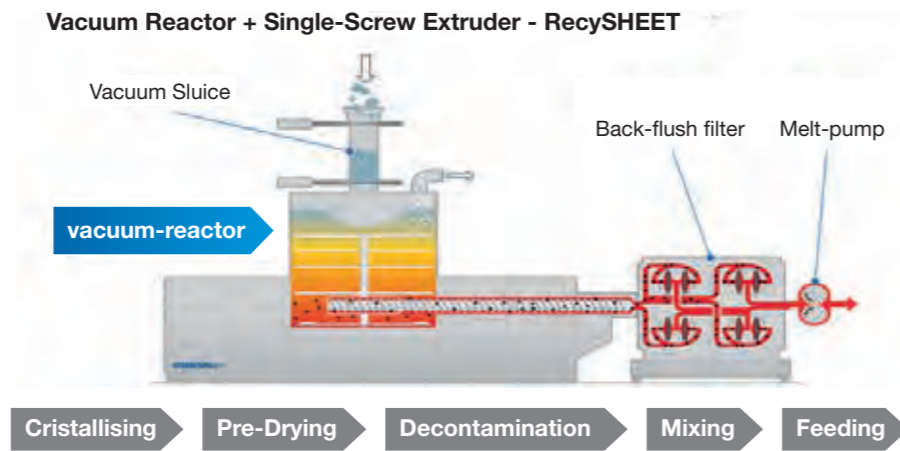 Vacuum Reactor + Single-Screw Extruder - RecySHEET
Vacuum Sluice
Back-flush filter
Melt-pump
vacuum-reactor
Cristallising
Pre-Drying
Decontamination
Mixing
Feeding